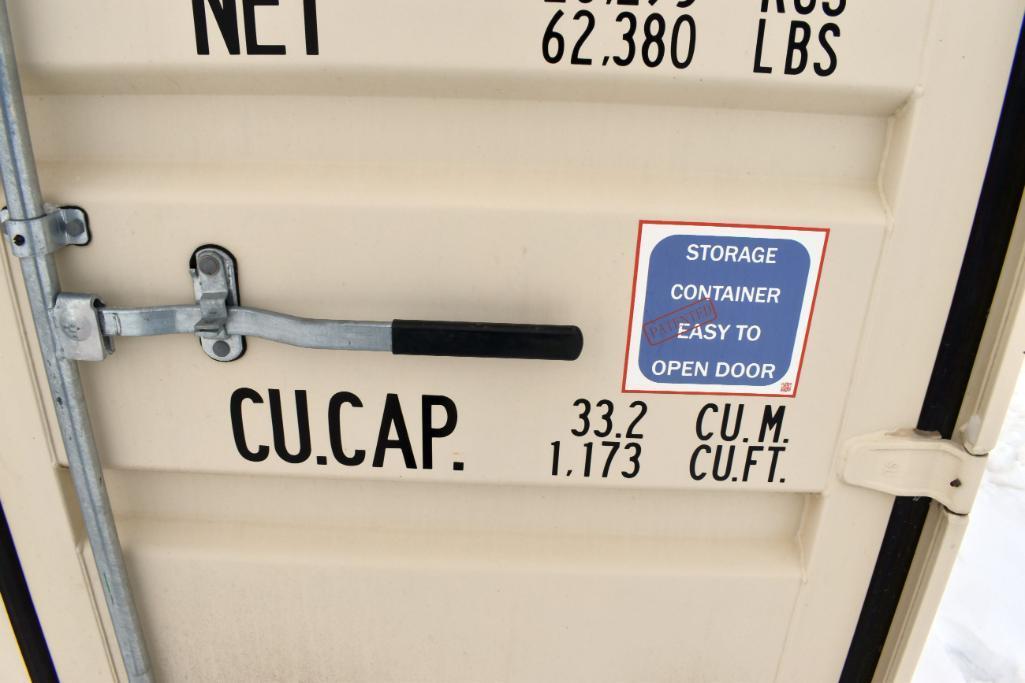 NET
62,380 LBS
STORAGE
CONTAINER
PATENTED
EASY TO
OPEN DOOR
CU.CAP. 33.2 CU.M.
1,173 CU.FT.